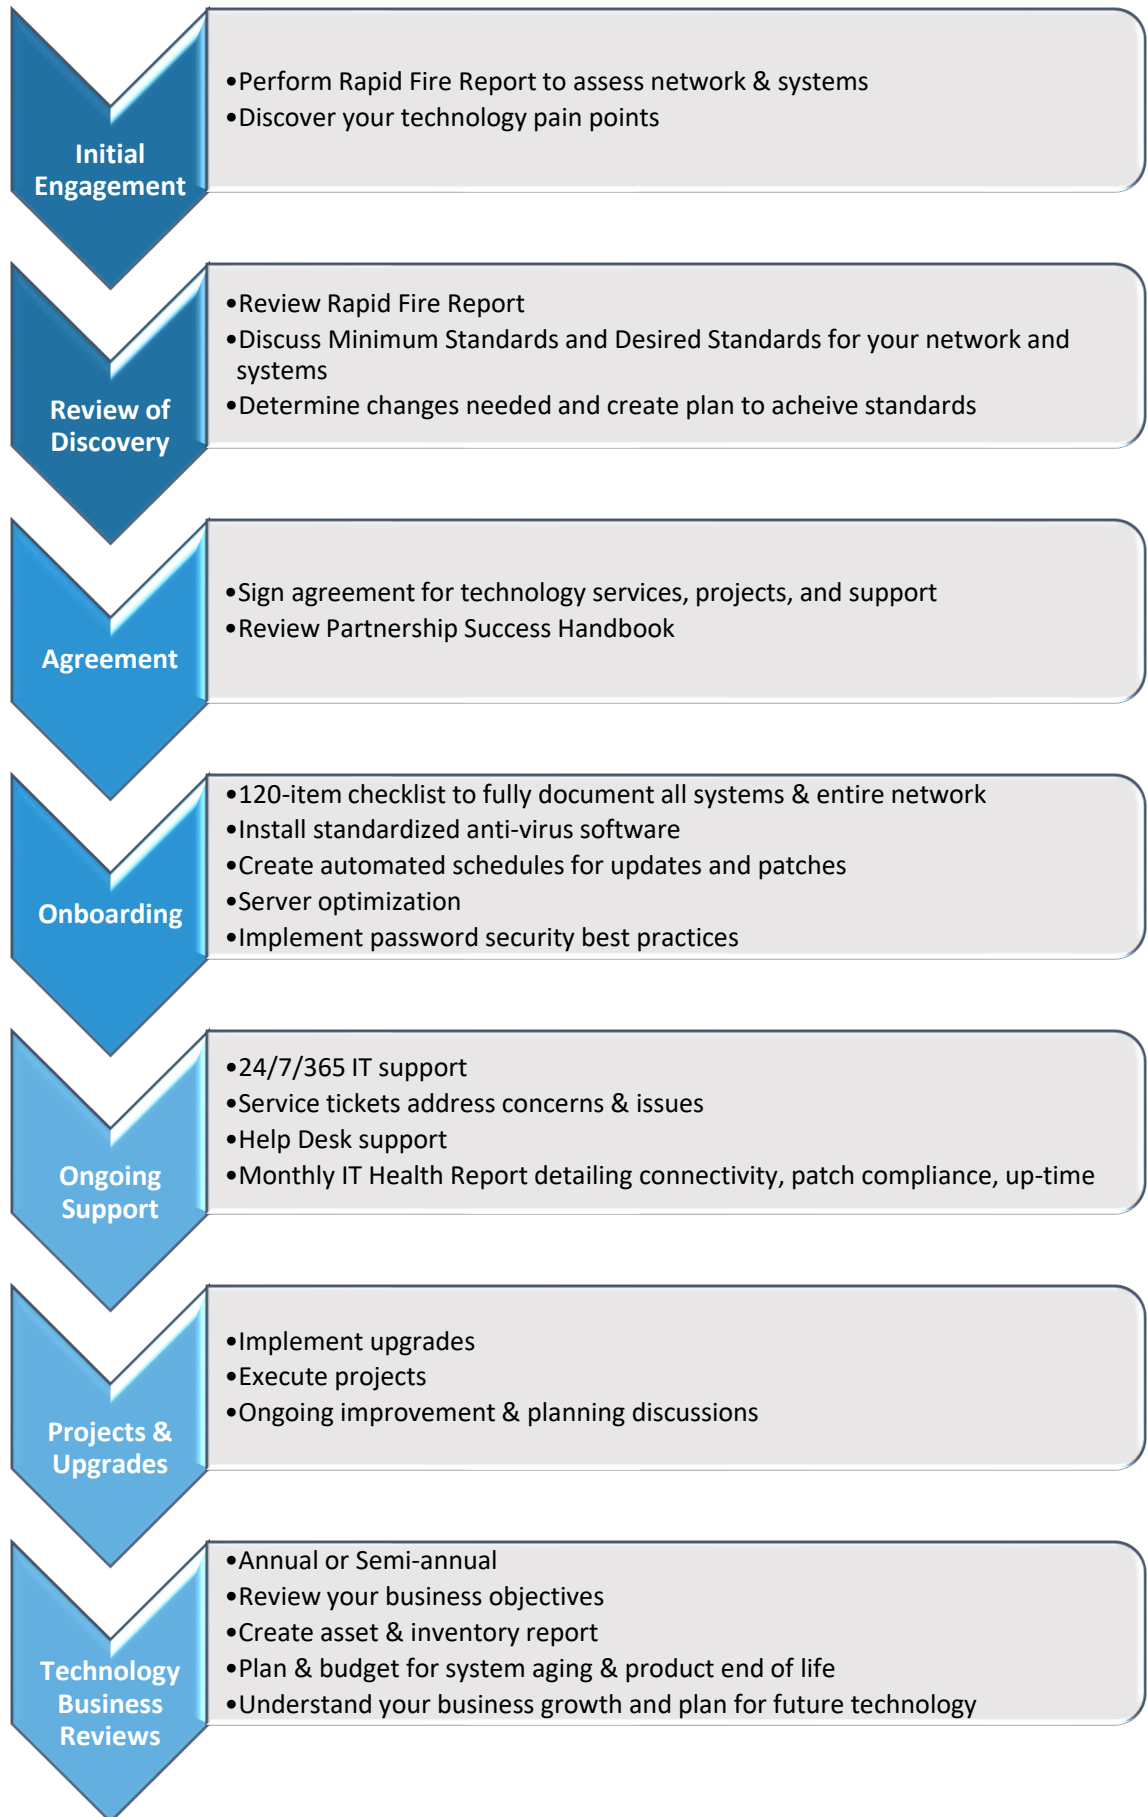 Initial
Engagement
•Perform Rapid Fire Report to assess network & systems
•Discover your technology pain points
Review of
Discovery
•Review Rapid Fire Report
•Discuss Minimum Standards and Desired Standards for your network and
systems
•Determine changes needed and create plan to acheive standards
Agreement
•Sign agreement for technology services, projects, and support
•Review Partnership Success Handbook
Onboarding
•120-item checklist to fully document all systems & entire network
•Install standardized anti-virus software
•Create automated schedules for updates and patches
•Server optimization
•Implement password security best practices
Ongoing
Support
•24/7/365 IT support
•Service tickets address concerns & issues
•Help Desk support
•Monthly IT Health Report detailing connectivity, patch compliance, up-time
Projects &
Upgrades
•Implement upgrades
•Execute projects
•Ongoing improvement & planning discussions
Technology
Business
Reviews
•Annual or Semi-annual
•Review your business objectives
•Create asset & inventory report
•Plan & budget for system aging & product end of life
•Understand your business growth and plan for future technology